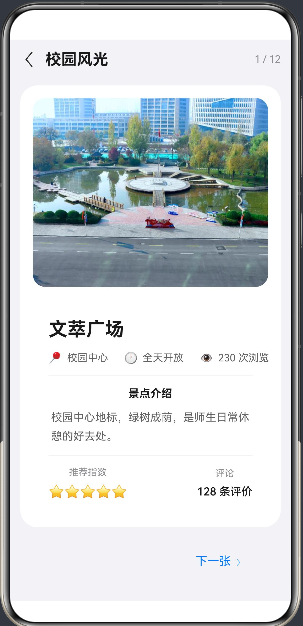 校园风光
1 / 12
文萃广场
校园中心 全天开放 230 次浏览
景点介绍
校园中心地标，绿树成荫，是师生日常休
憩的好去处。
推荐指数 评论
128 条评价
下一张